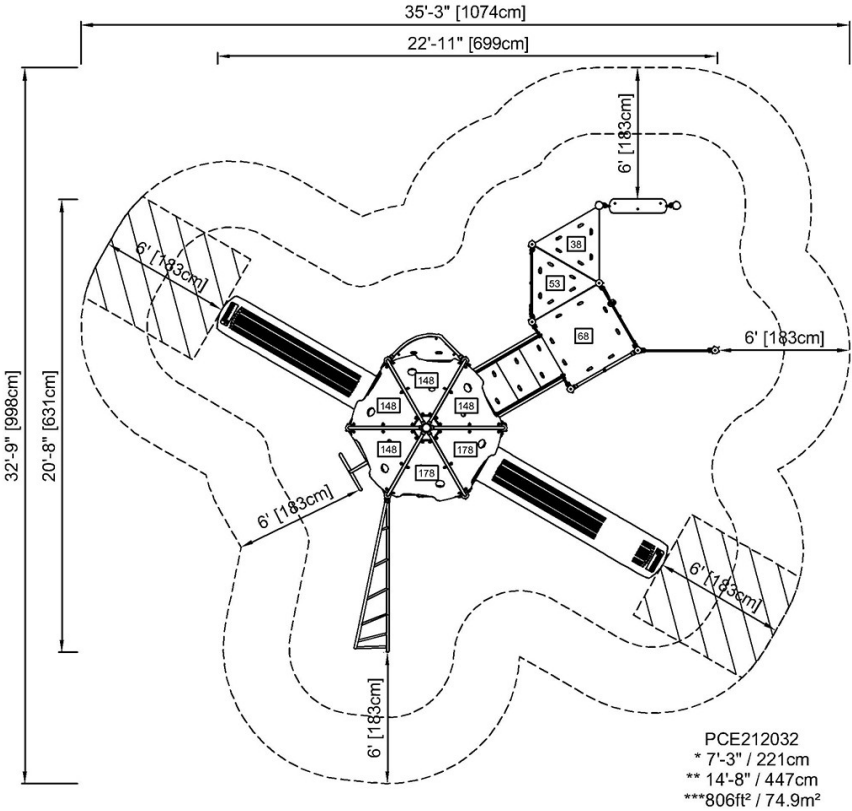 35'-3" [1074cm]
22'-11" [699cm]
6' [183cm]
38
6' [183cm]
53
68
6' [183cm]
32'-9" [998cm]
20'-8" [631cm]
148
148
148
148
178
178
6' [183cm]
6' [183cm]
6' [183cm]
PCE212032
* 7'-3" / 221cm
** 14'-8" / 447cm
***806ft² / 74.9m²